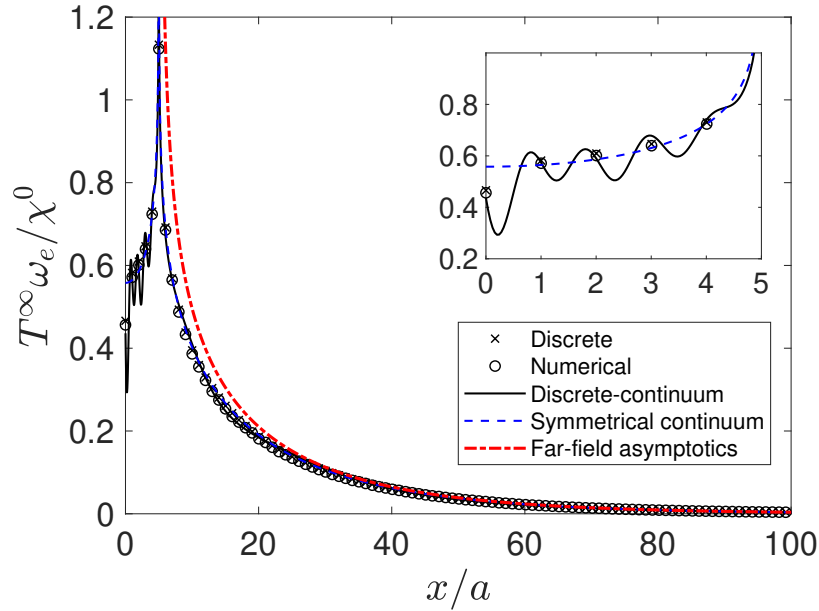 1.2
1
0.8
0.6
0.4
0.2
0
0 20 40 60 80 100
x/a
T^∞ω_e/χ^0
0.8
0.6
0.4
0.2
0 1 2 3 4 5
Discrete
Numerical
Discrete-continuum
Symmetrical continuum
Far-field asymptotics